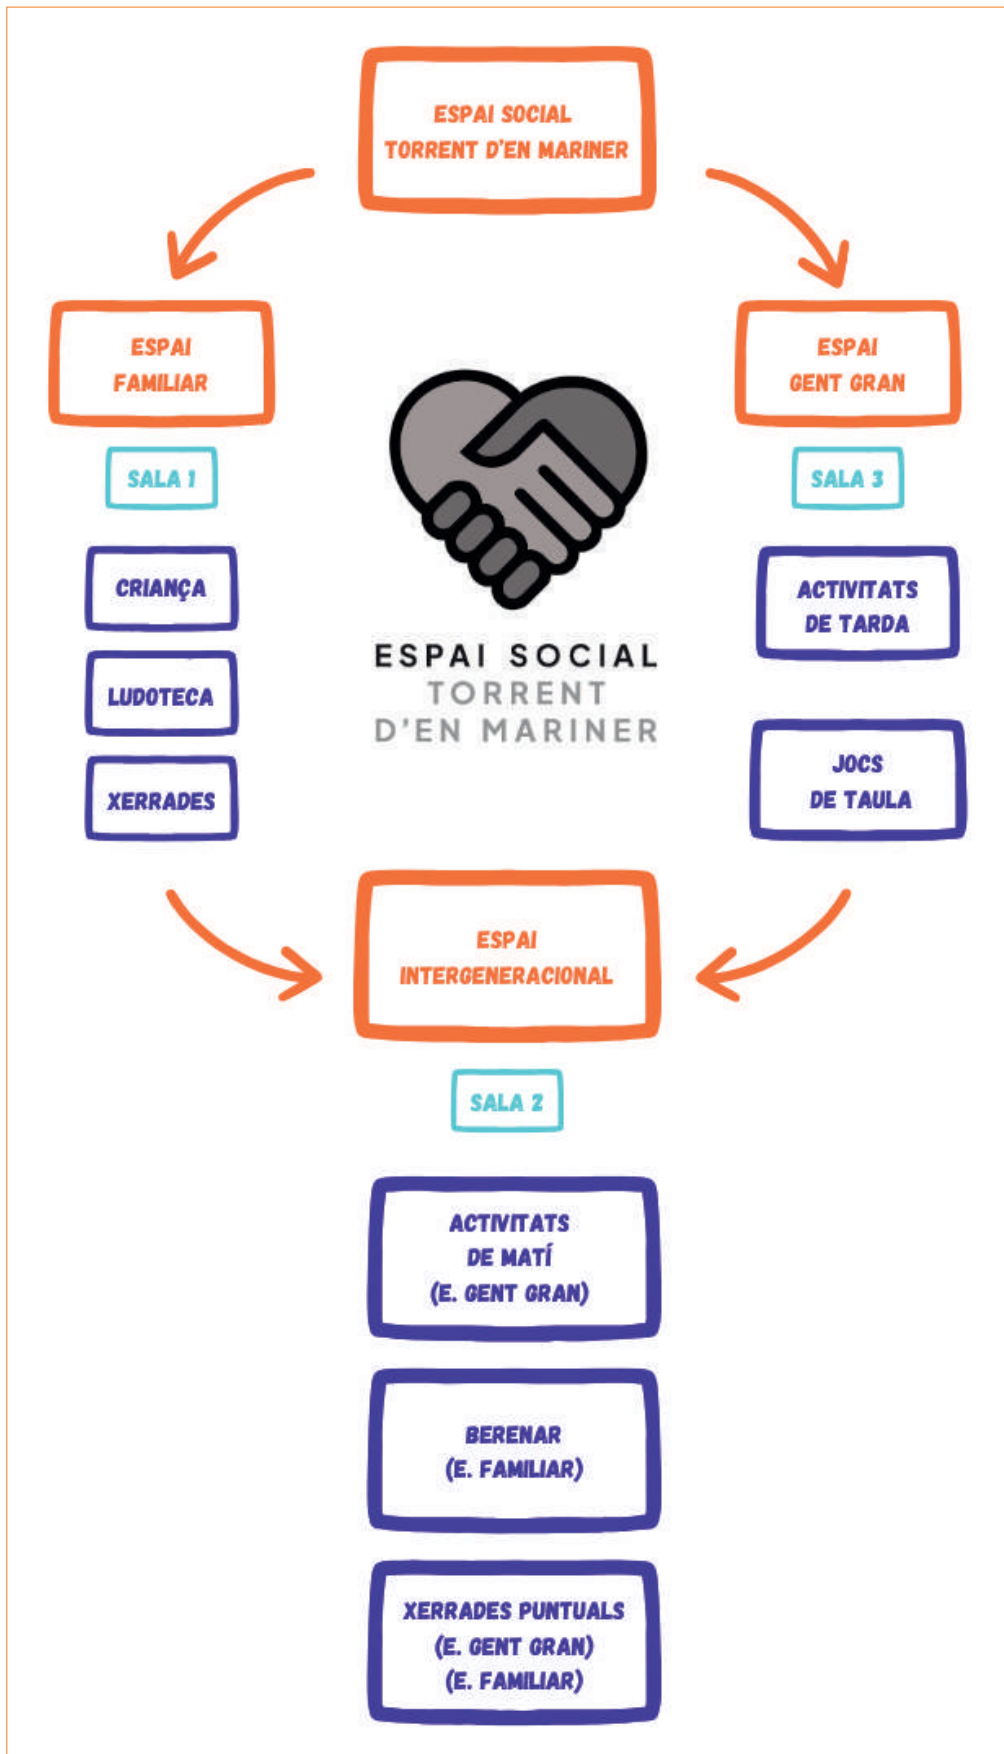 ESPAI SOCIAL
TORRENT D'EN MARINER
ESPAI
FAMILIAR
SALA 1
CRIANÇA
LUDOTECA
XERRADES
ESPAI
GENT GRAN
SALA 3
ACTIVITATS
DE TARDA
JOCS
DE TAULA
ESPAI SOCIAL
TORRENT
D'EN MARINER
ESPAI
INTERGENERACIONAL
SALA 2
ACTIVITATS
DE MATÍ
(E. GENT GRAN)
BERENAR
(E. FAMILIAR)
XERRADES PUNTUALS
(E. GENT GRAN)
(E. FAMILIAR)